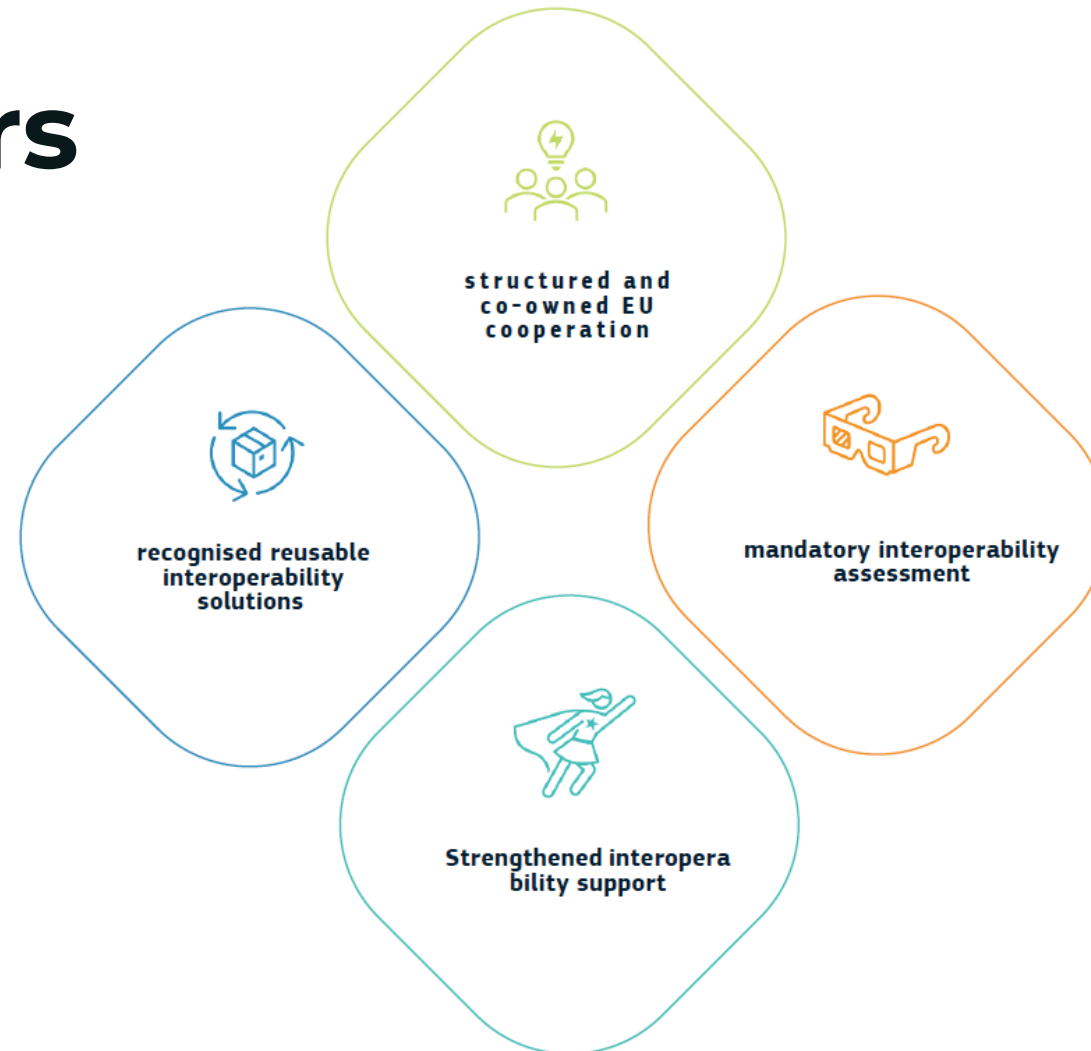 rs
structured and
co-owned EU
cooperation
recognised reusable
interoperability
solutions
mandatory interoperability
assessment
Strengthened interopera
bility support